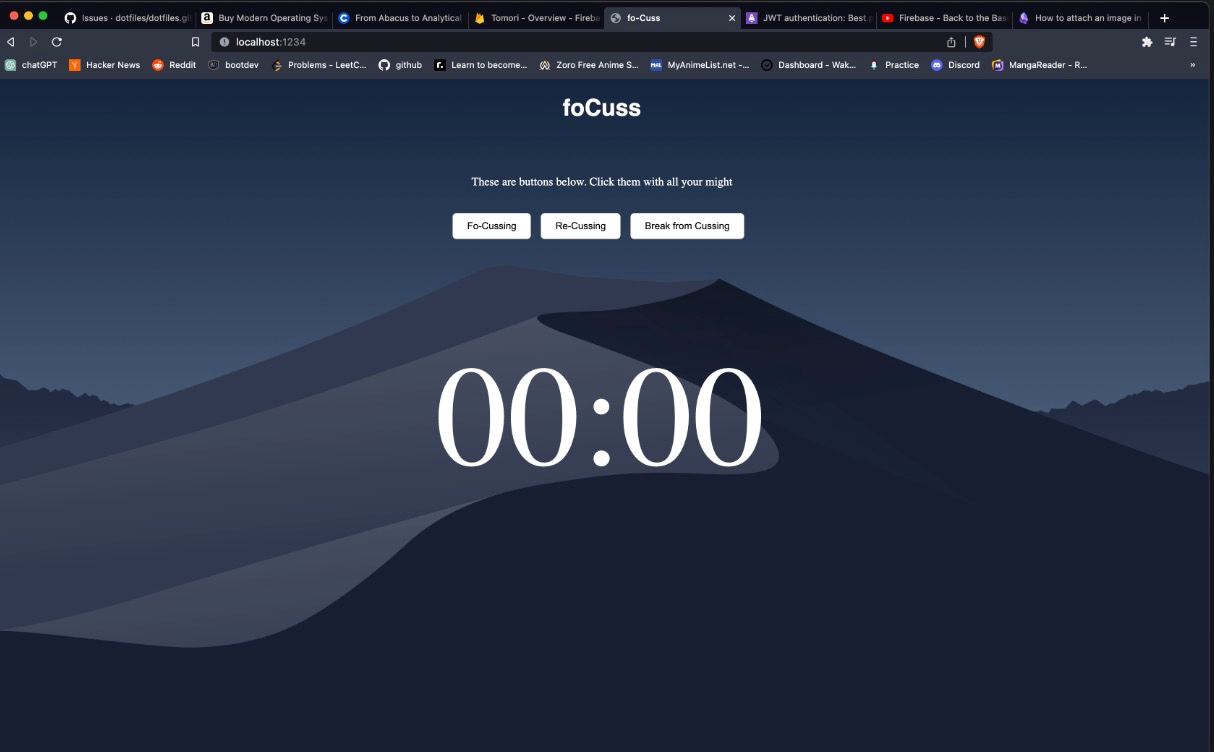 Issues · dotfiles/dotfiles.git
Buy Modern Operating Sys
From Abacus to Analytical
Tomori - Overview - Fireba
fo-Cuss
JWT authentication: Best p
Firebase - Back to the Bas
How to attach an image in
localhost:1234
chatGPT
Hacker News
Reddit
bootdev
Problems - LeetC...
github
Learn to become...
Zoro Free Anime S...
MyAnimeList.net -...
Dashboard - Wak...
Practice
Discord
MangaReader - R...
»
foCuss
These are buttons below. Click them with all your might
Fo-Cussing
Re-Cussing
Break from Cussing
00:00